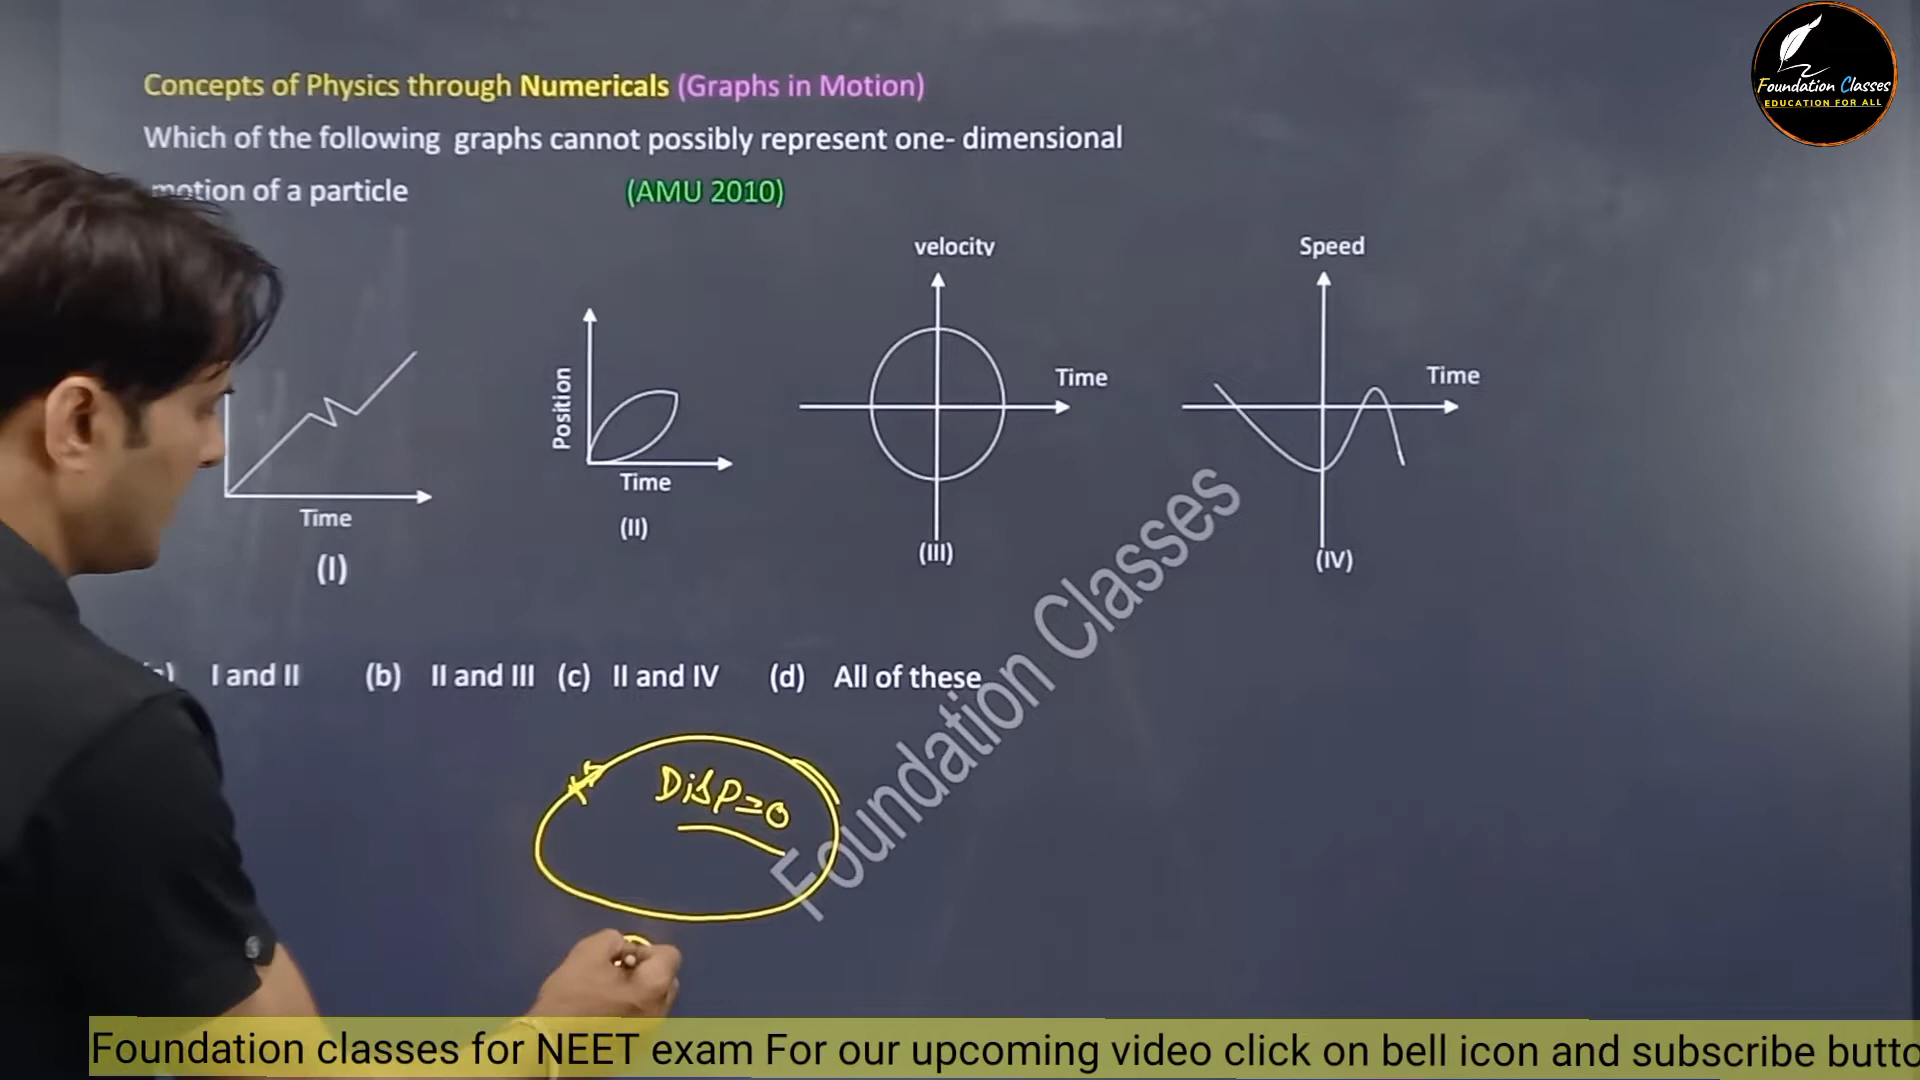 Foundation Classes
EDUCATION FOR ALL
Concepts of Physics through Numericals (Graphs in Motion)
Which of the following graphs cannot possibly represent one- dimensional
motion of a particle (AMU 2010)
velocity
Speed
Position
Time
Time
Time
Time
(I)
(II)
(III)
(IV)
I and II (b) II and III (c) II and IV (d) All of these
Disp=0
Foundation Classes
Foundation classes for NEET exam For our upcoming video click on bell icon and subscribe butto